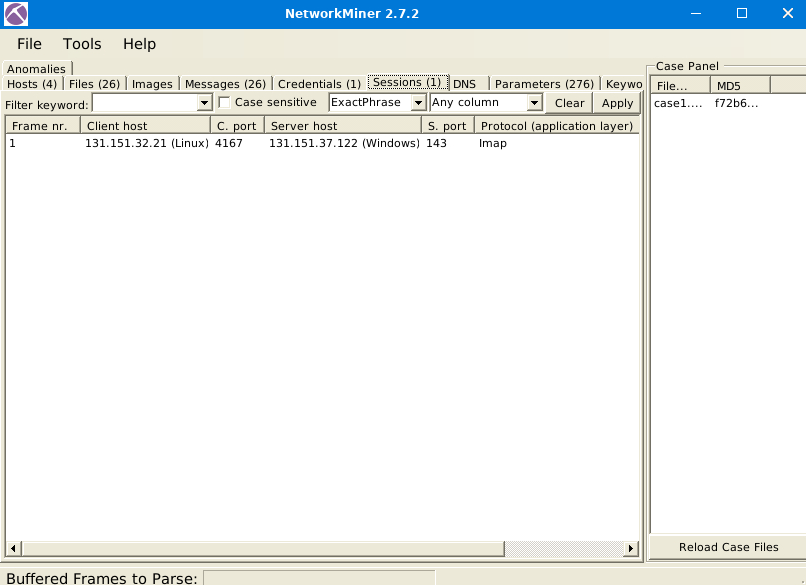 NetworkMiner 2.7.2
File Tools Help
Anomalies
Hosts (4) Files (26) Images Messages (26) Credentials (1) Sessions (1) DNS Parameters (276) Keywo
Filter keyword: Case sensitive ExactPhrase Any column Clear Apply
Frame nr. Client host C. port Server host S. port Protocol (application layer)
1 131.151.32.21 (Linux) 4167 131.151.37.122 (Windows) 143 Imap
Case Panel
File... MD5
case1.... f72b6...
Reload Case Files
Buffered Frames to Parse: